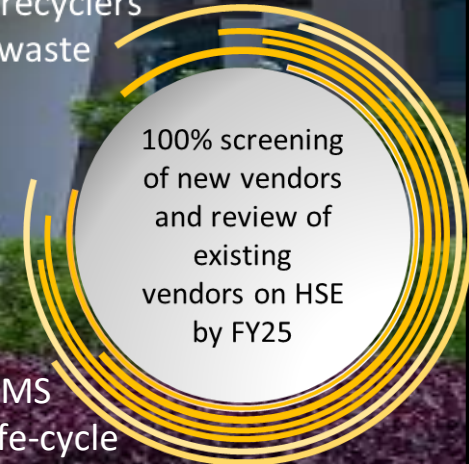 recyclers
waste
100% screening
of new vendors
and review of
existing
vendors on HSE
by FY25
MS
fe-cycle